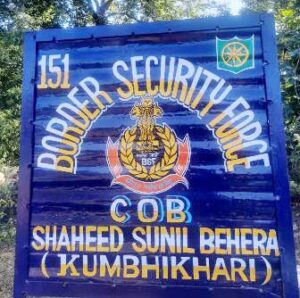 151
BORDER SECURITY FORCE
BSF
COB
SHAHEED SUNIL BEHERA
(KUMBHIKHARI)